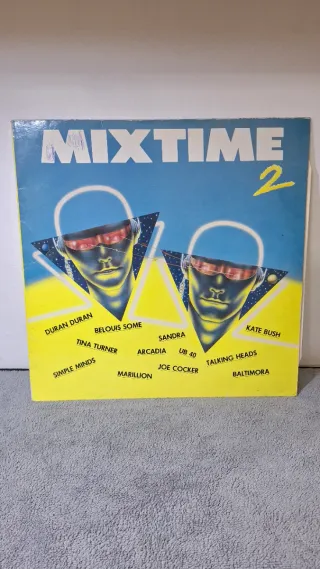 MIXTIME
2
DURAN DURAN
BELOUIS SOME
SANDRA
KATE BUSH
TINA TURNER
ARCADIA
UB 40
TALKING HEADS
SIMPLE MINDS
MARILLION
JOE COCKER
BALTIMORA